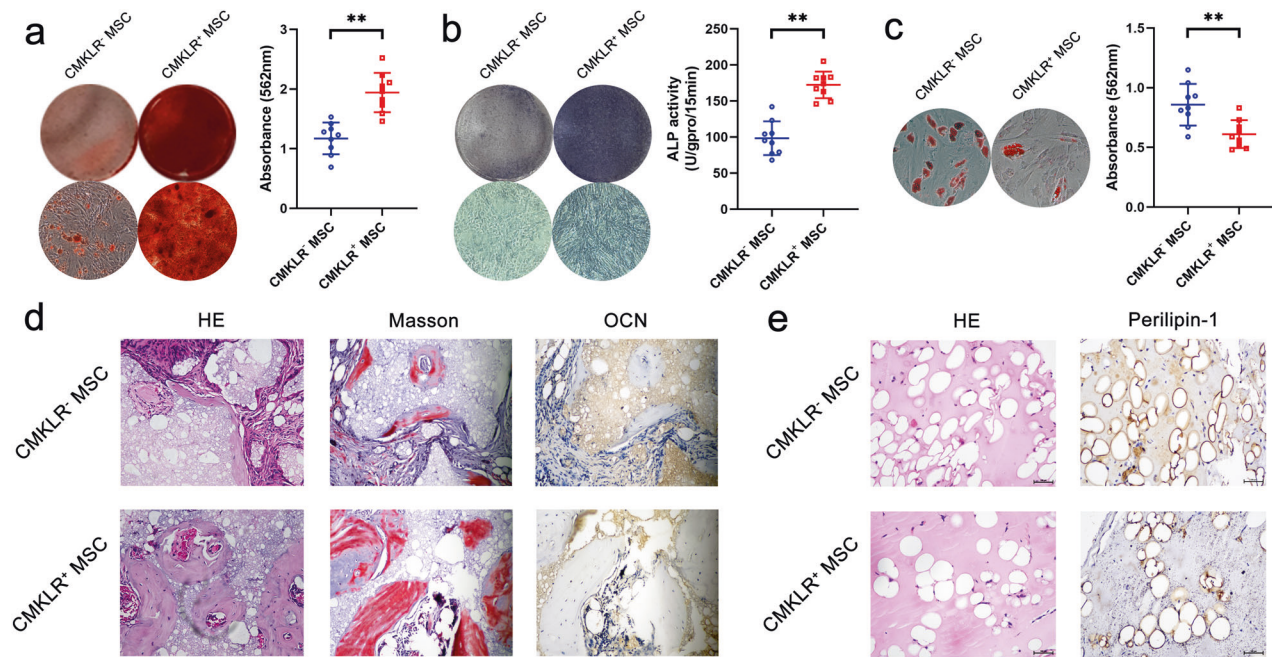 a
CMKLR⁻ MSC
CMKLR⁺ MSC
Absorbance (562nm)
3
2
1
0
**
CMKLR⁻ MSC
CMKLR⁺ MSC
b
CMKLR⁻ MSC
CMKLR⁺ MSC
ALP activity
(U/gpro/15min)
250
200
150
100
50
0
**
CMKLR⁻ MSC
CMKLR⁺ MSC
c
CMKLR⁻ MSC
CMKLR⁺ MSC
Absorbance (562nm)
1.5
1.0
0.5
0.0
**
CMKLR⁻ MSC
CMKLR⁺ MSC
d
HE
Masson
OCN
CMKLR⁻ MSC
CMKLR⁺ MSC
e
HE
Perilipin-1
CMKLR⁻ MSC
CMKLR⁺ MSC